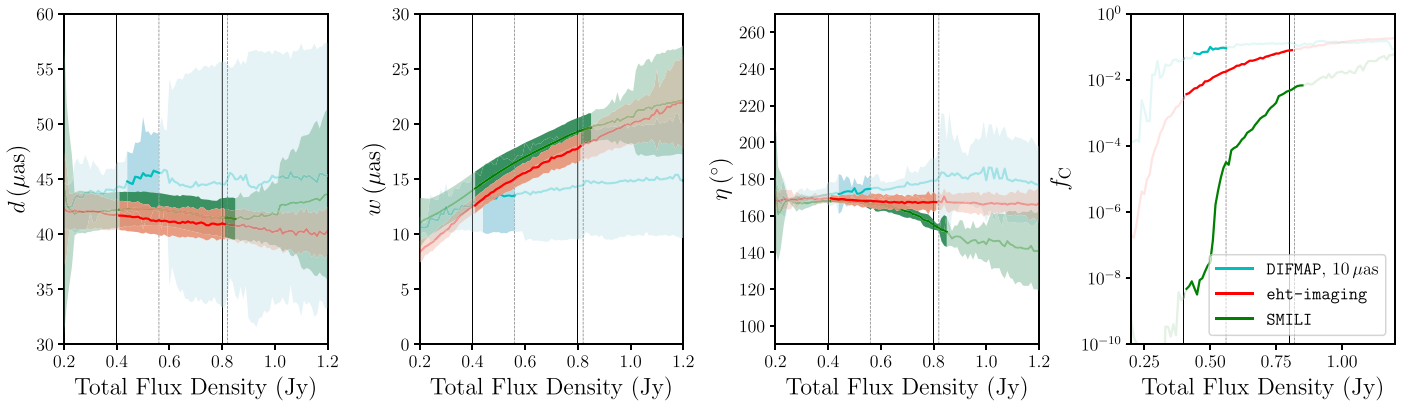 60
55
50
45
40
35
30
d (μas)
0.2 0.4 0.6 0.8 1.0 1.2
Total Flux Density (Jy)
30
25
20
15
10
5
0
w (μas)
0.2 0.4 0.6 0.8 1.0 1.2
Total Flux Density (Jy)
260
240
220
200
180
160
140
120
100
η (°)
0.2 0.4 0.6 0.8 1.0 1.2
Total Flux Density (Jy)
10⁰
10⁻²
10⁻⁴
10⁻⁶
10⁻⁸
10⁻¹⁰
f_C
DIFMAP, 10 μas
eht-imaging
SMILI
0.25 0.50 0.75 1.00
Total Flux Density (Jy)